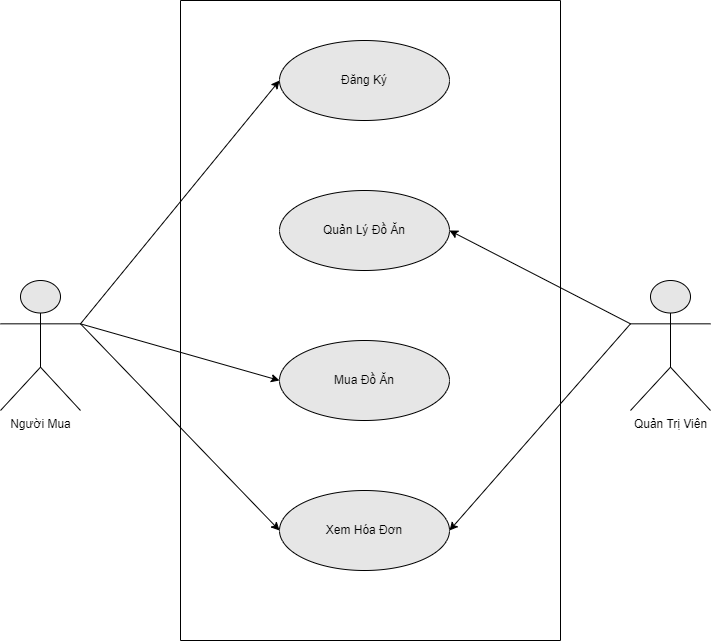 Đăng Ký
Quản Lý Đồ Ăn
Mua Đồ Ăn
Người Mua
Quản Trị Viên
Xem Hóa Đơn